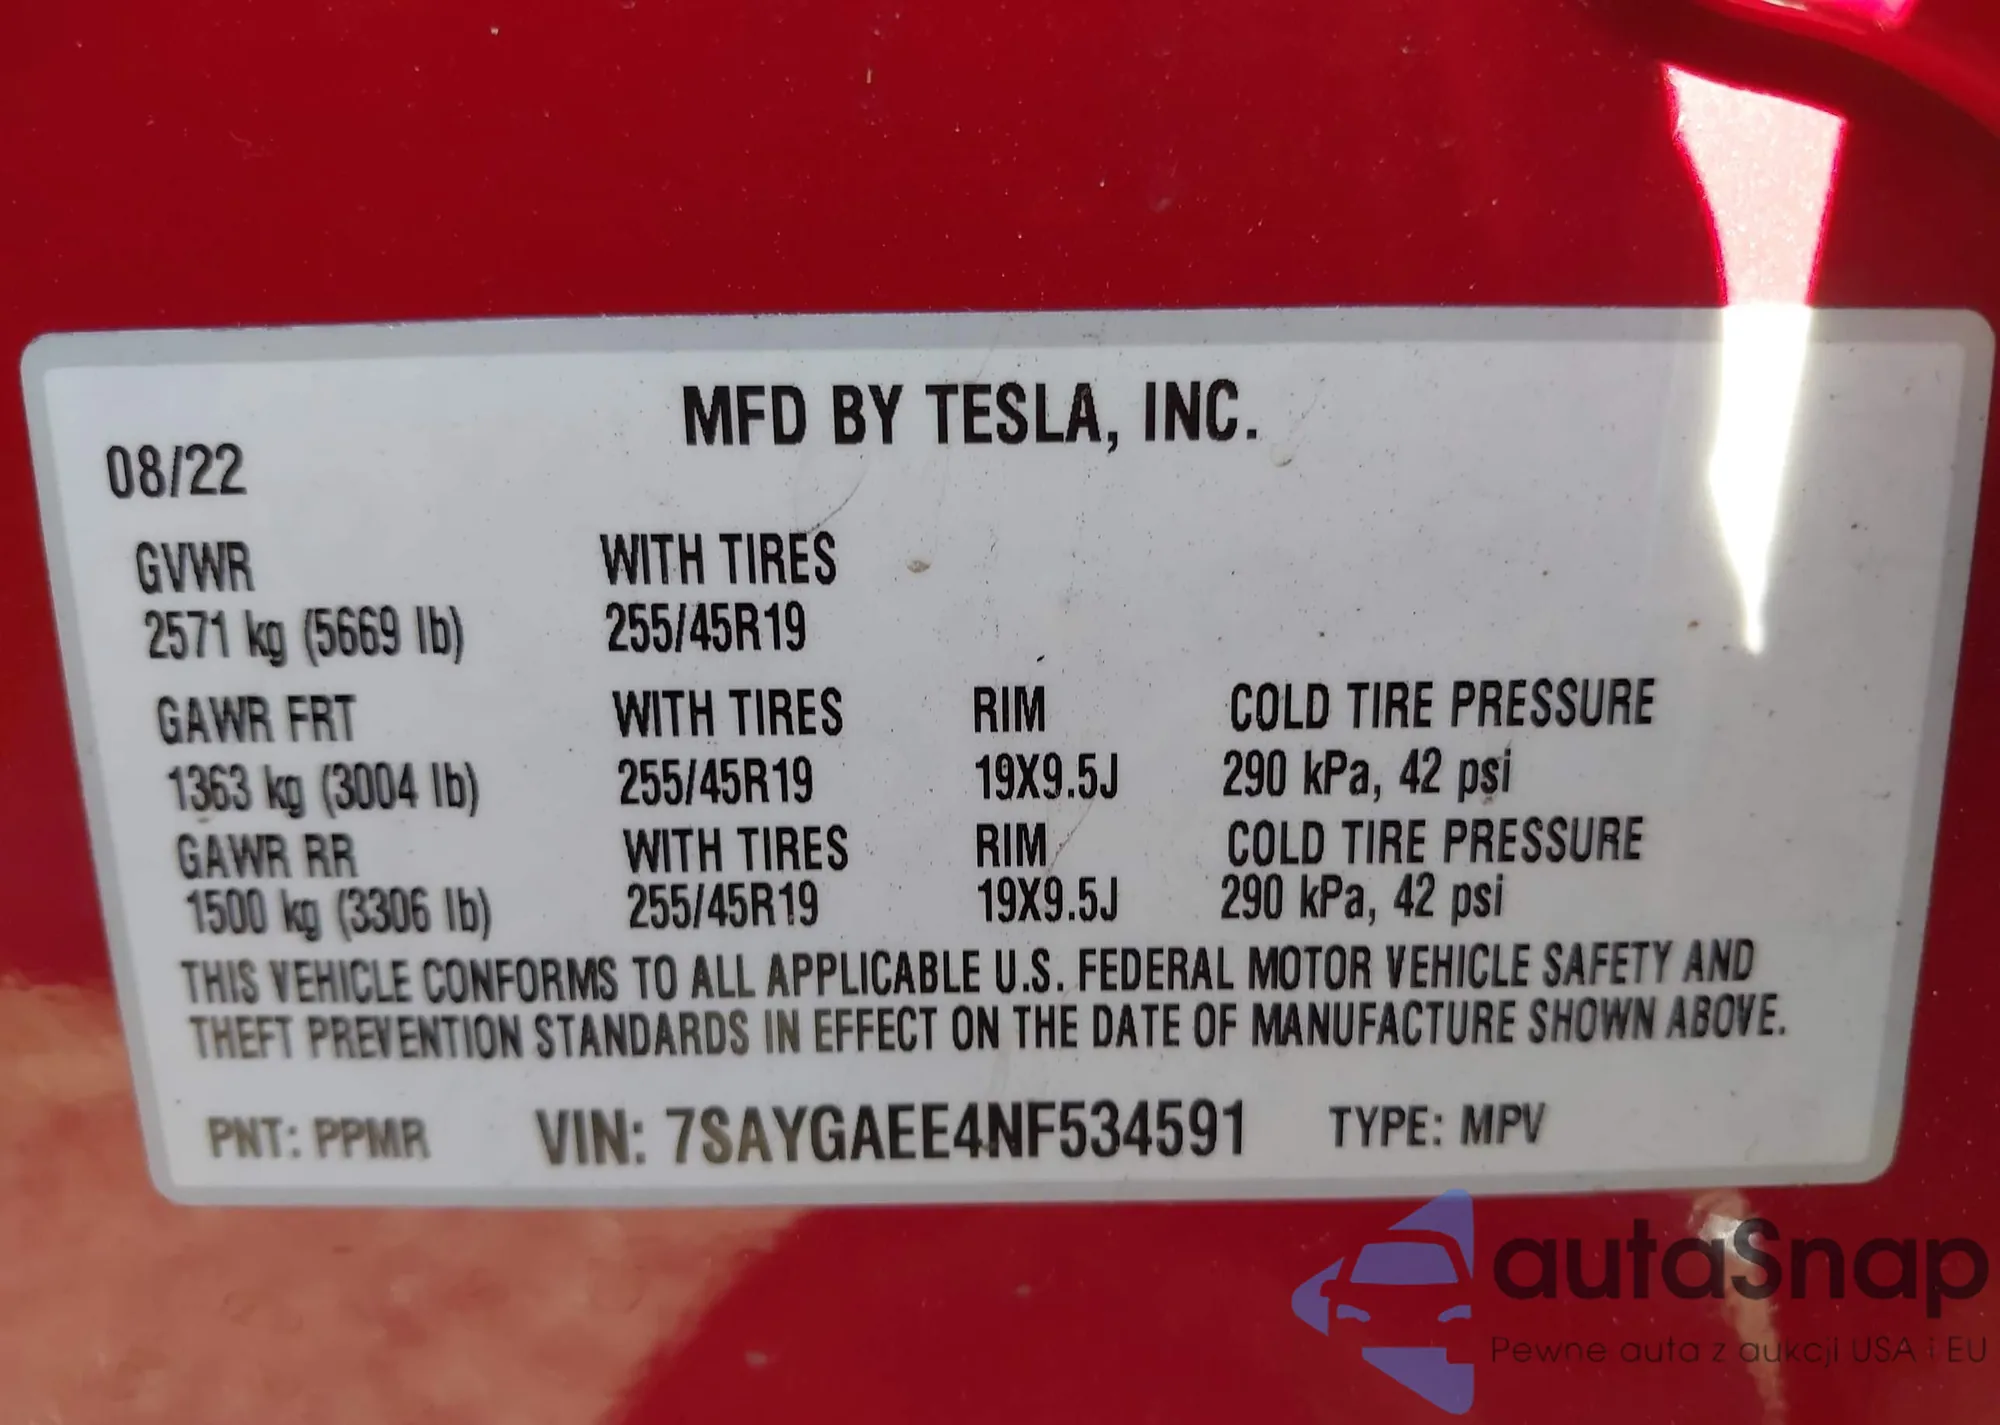 MFD BY TESLA, INC.
08/22
GVWR WITH TIRES
2571 kg (5669 lb) 255/45R19
GAWR FRT WITH TIRES RIM COLD TIRE PRESSURE
1363 kg (3004 lb) 255/45R19 19X9.5J 290 kPa, 42 psi
GAWR RR WITH TIRES RIM COLD TIRE PRESSURE
1500 kg (3306 lb) 255/45R19 19X9.5J 290 kPa, 42 psi
THIS VEHICLE CONFORMS TO ALL APPLICABLE U.S. FEDERAL MOTOR VEHICLE SAFETY AND
THEFT PREVENTION STANDARDS IN EFFECT ON THE DATE OF MANUFACTURE SHOWN ABOVE.
PNT: PPMR VIN: 7SAYGAEE4NF534591 TYPE: MPV
autaSnap
Pewne auta z aukcji USA i EU